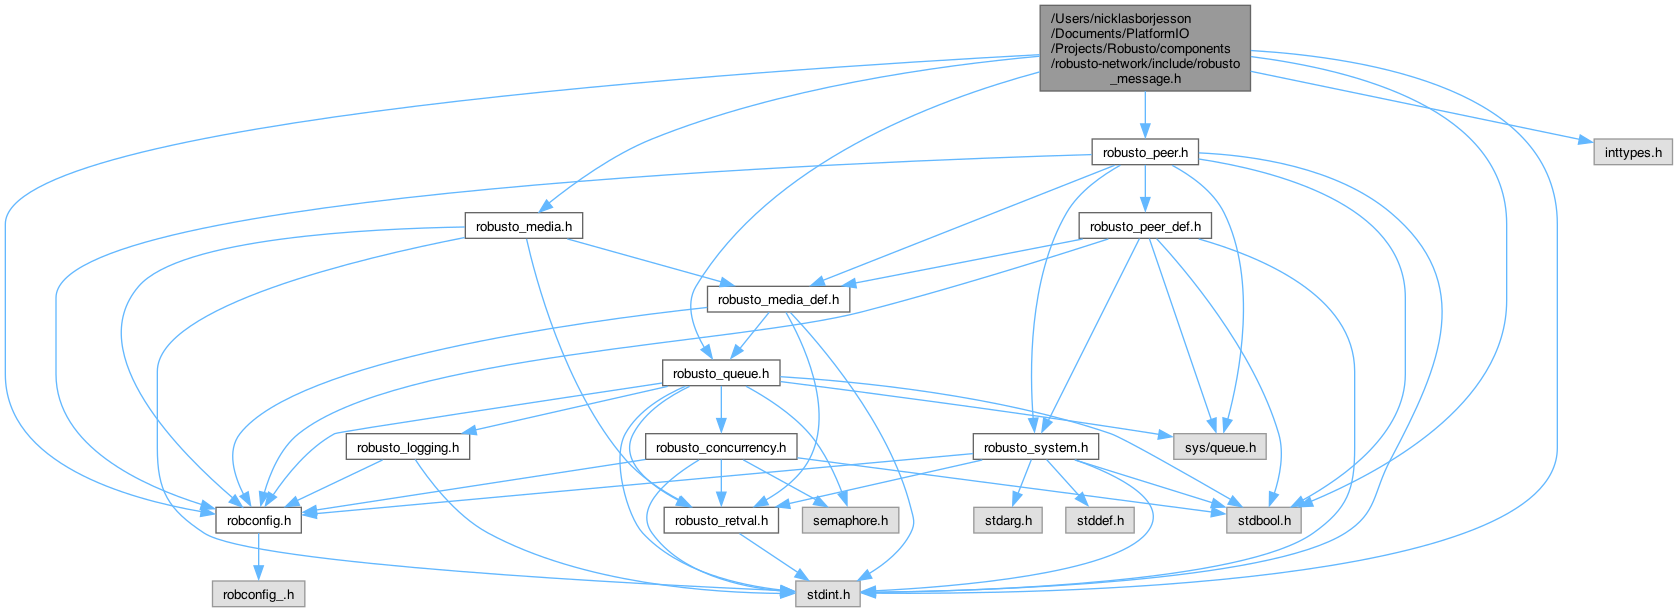 /Users/nicklasborjesson
/Documents/PlatformIO
/Projects/Robusto/components
/robusto-network/include/robusto
_message.h
inttypes.h
robusto_peer.h
robusto_media.h
robusto_peer_def.h
robusto_media_def.h
robusto_queue.h
robusto_logging.h
robusto_concurrency.h
robusto_system.h
sys/queue.h
robconfig.h
robusto_retval.h
semaphore.h
stdarg.h
stddef.h
stdbool.h
robconfig_.h
stdint.h